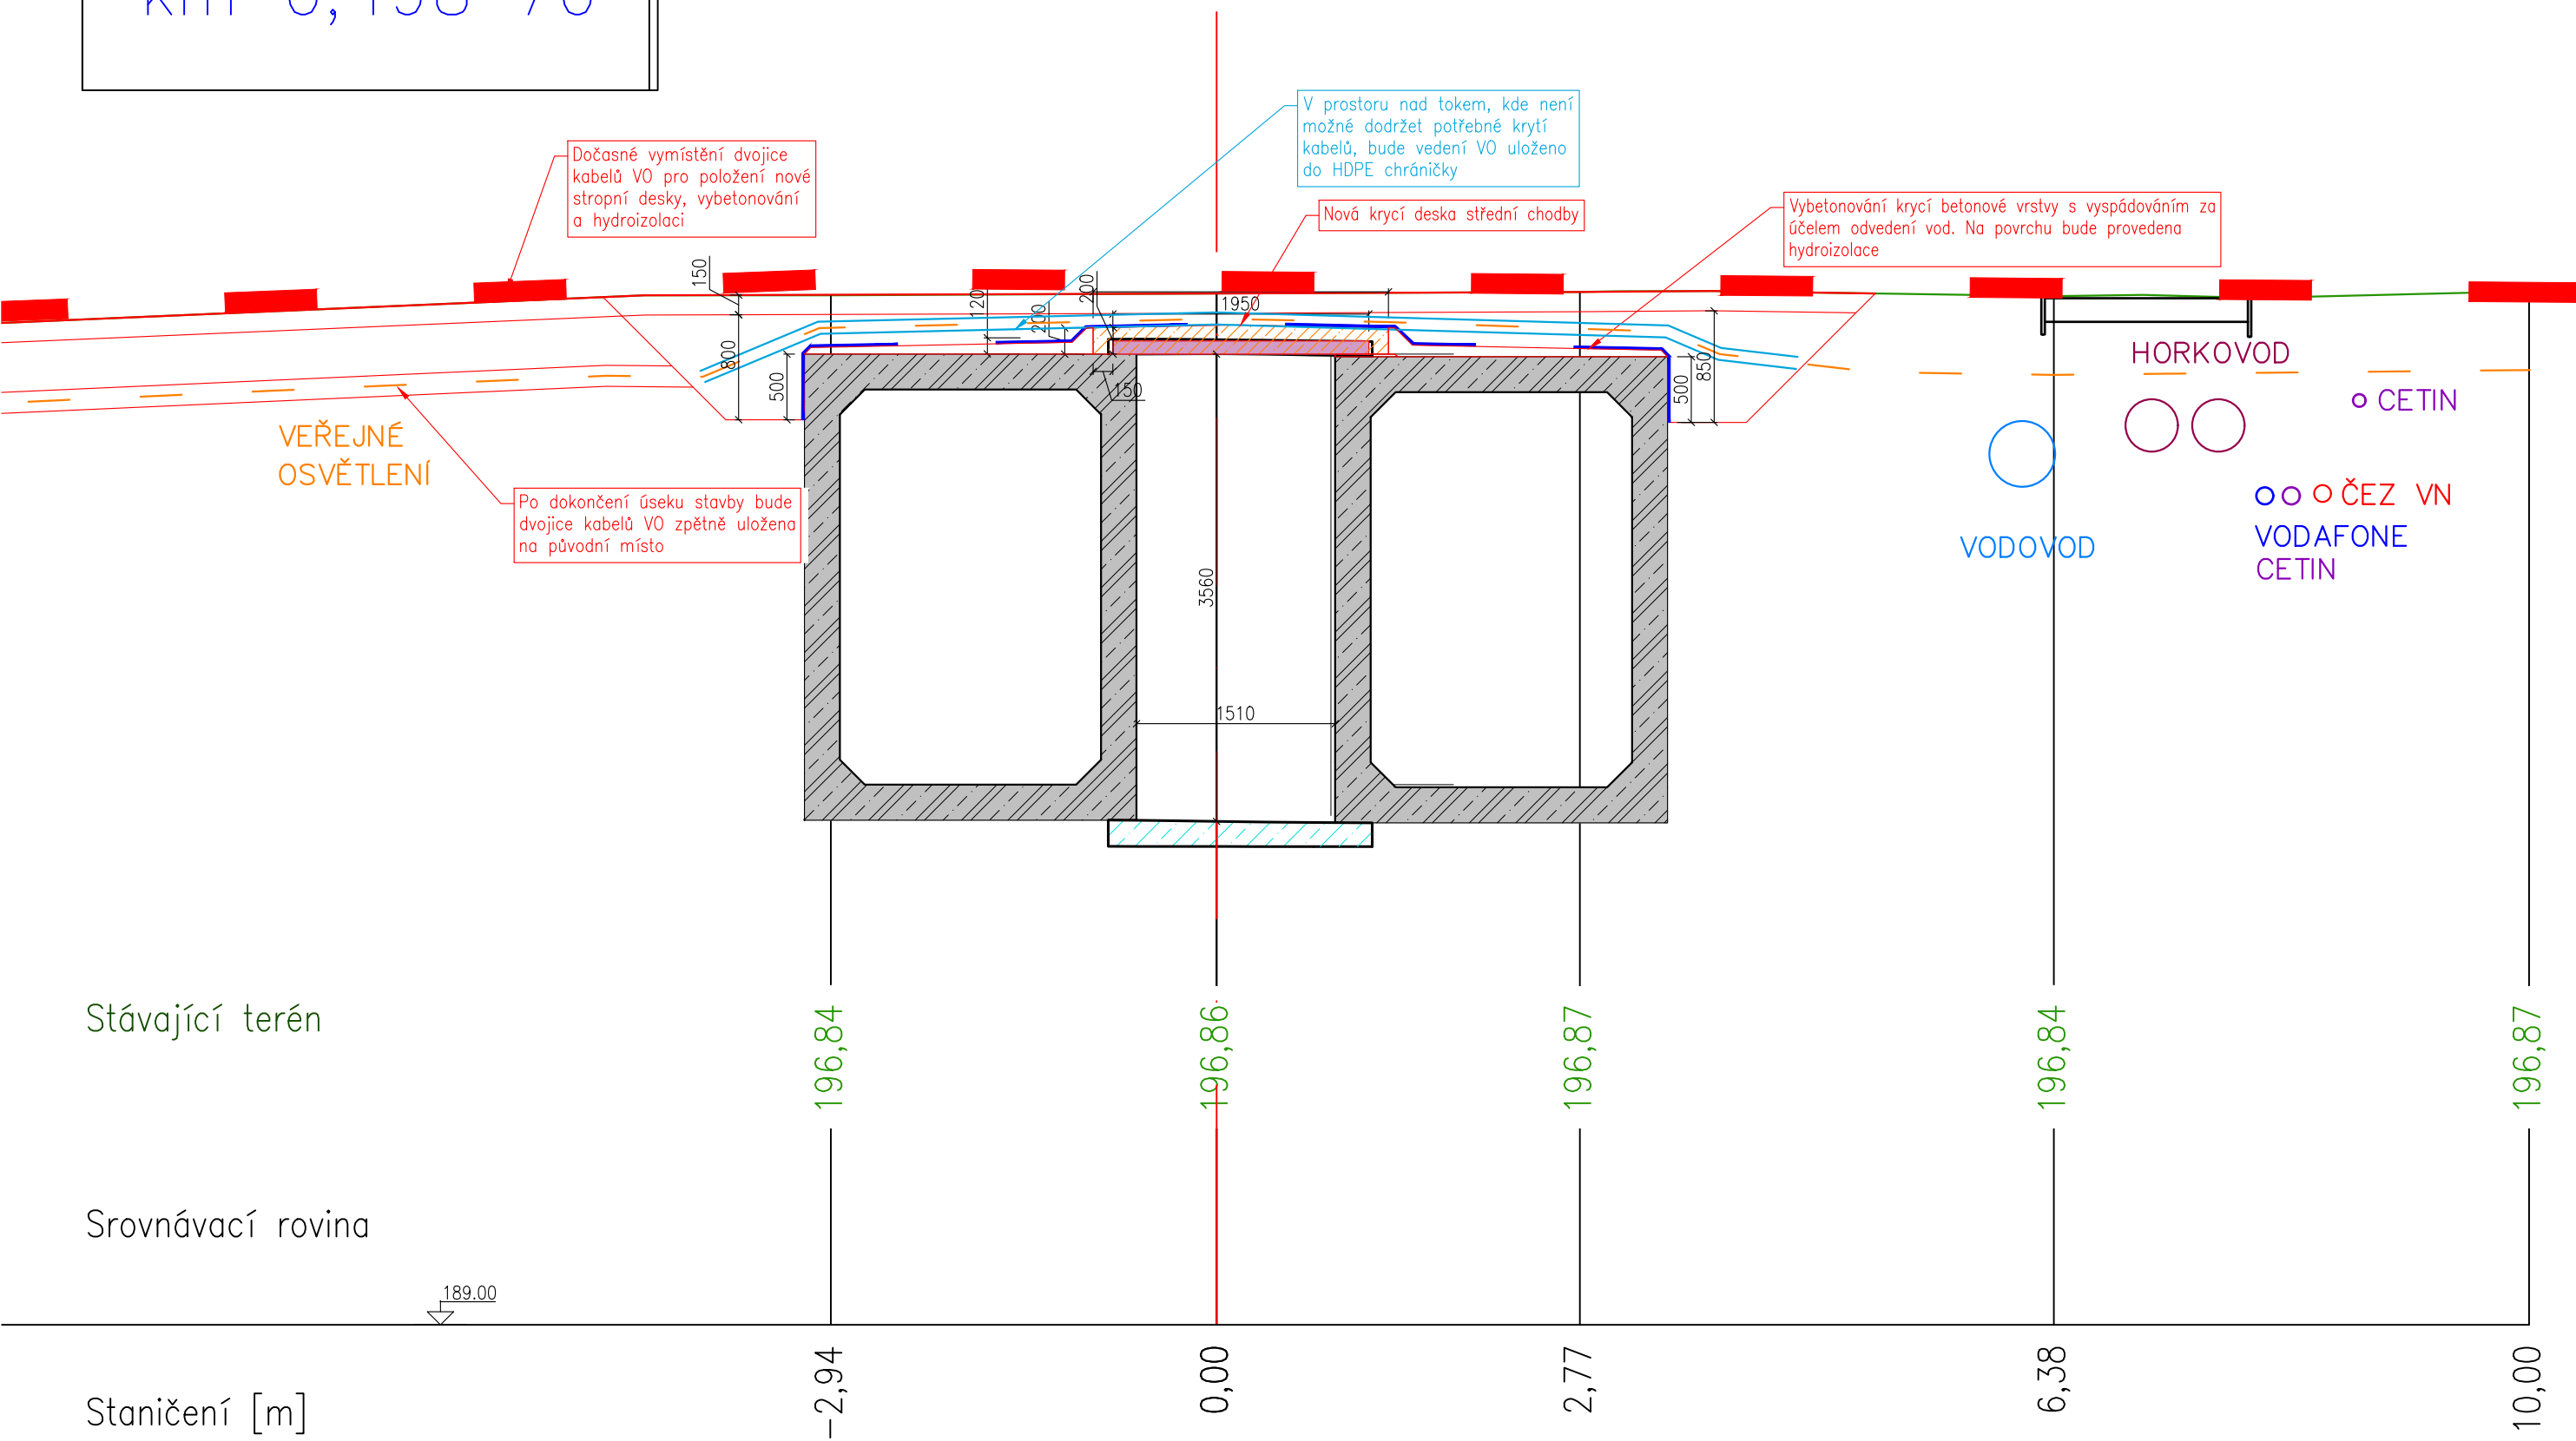 V prostoru nad tokem, kde není
možné dodržet potřebné krytí
kabelů, bude vedení VO uloženo
do HDPE chráničky
Dočasné vymístění dvojice
kabelů VO pro položení nové
stropní desky, vybetonování
a hydroizolaci
Nová krycí deska střední chodby
Vybetonování krycí betonové vrstvy s vyspádováním za
účelem odvedení vod. Na povrchu bude provedena
hydroizolace
150
120
200
200
1950
800
500
150
500
850
HORKOVOD
CETIN
VEŘEJNÉ
OSVĚTLENÍ
Po dokončení úseku stavby bude
dvojice kabelů VO zpětně uložena
na původní místo
ČEZ VN
VODAFONE
CETIN
VODOVOD
3560
1510
Stávající terén
196,84
196,86
196,87
196,84
196,87
Srovnávací rovina
189.00
Staničení [m]
-2,94
0,00
2,77
6,38
10,00